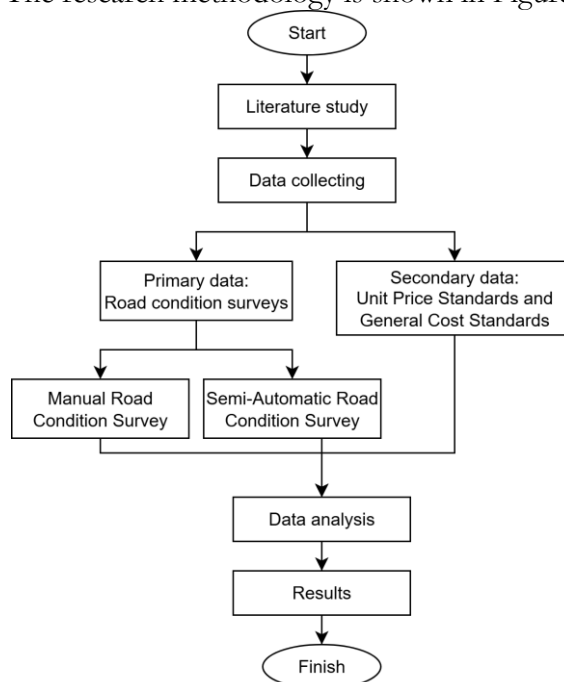 The research methodology is shown in Figure
Start
Literature study
Data collecting
Primary data:
Road condition surveys
Secondary data:
Unit Price Standards and
General Cost Standards
Manual Road
Condition Survey
Semi-Automatic Road
Condition Survey
Data analysis
Results
Finish